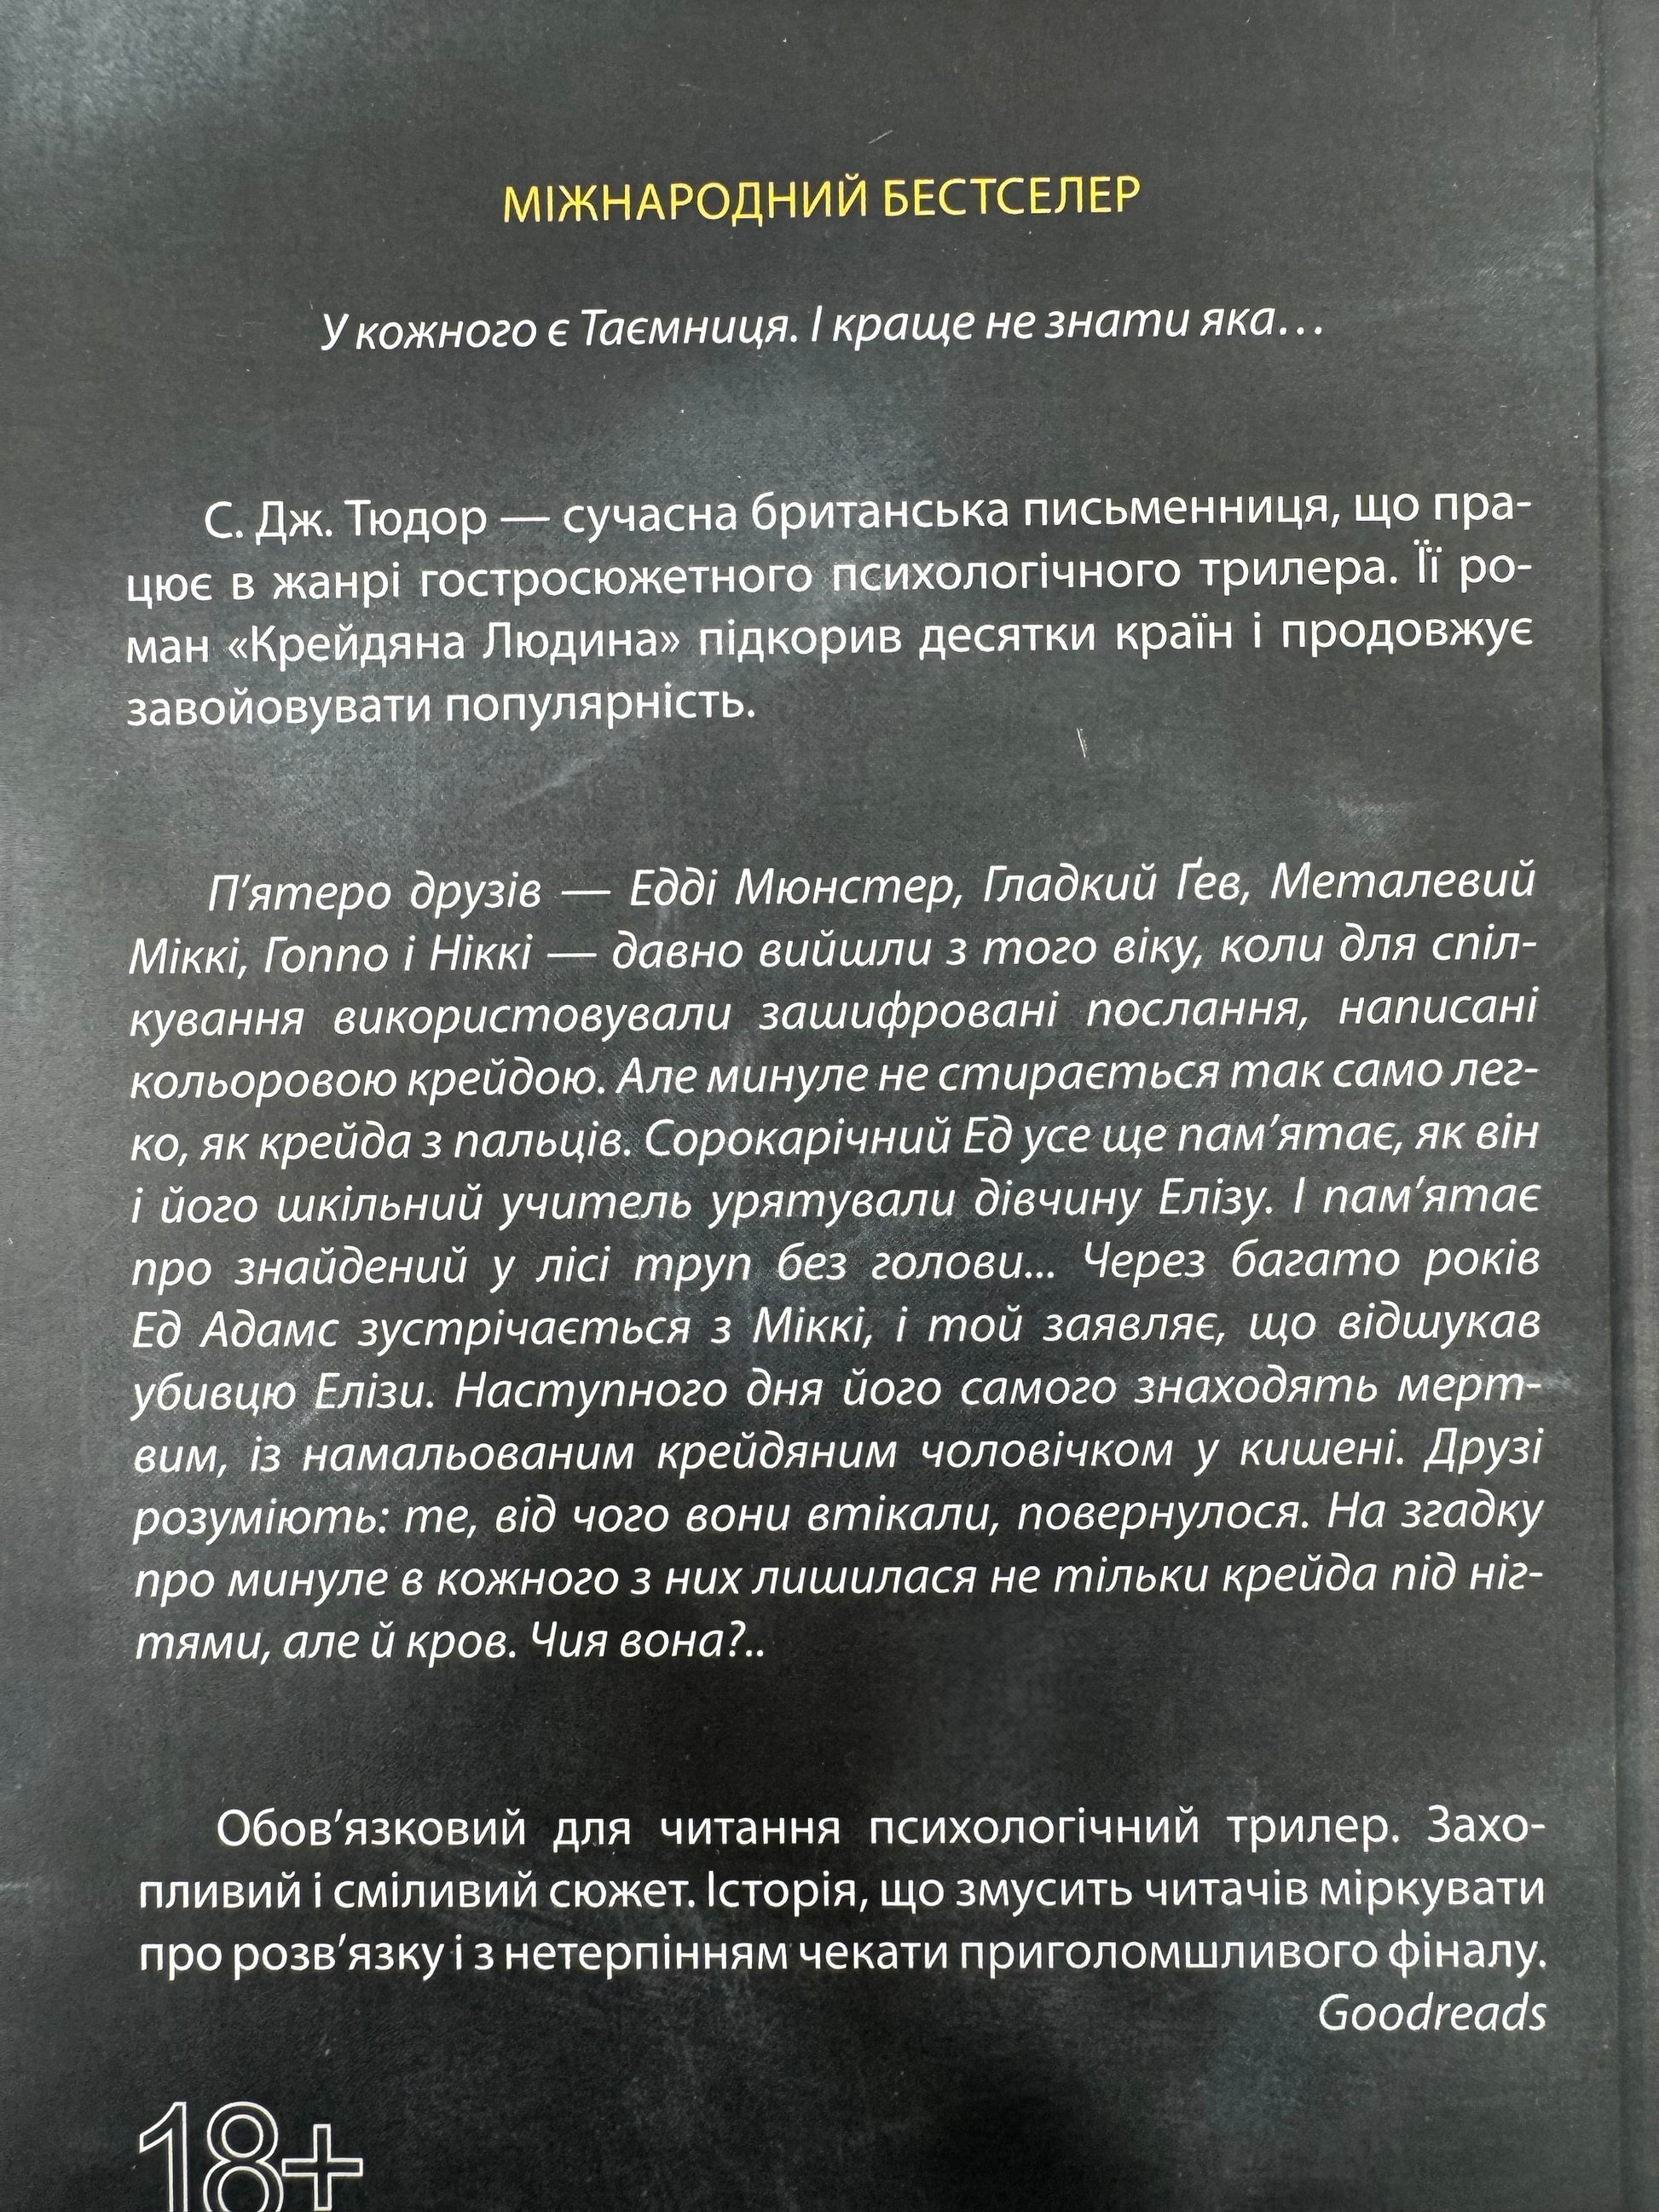 МІЖНАРОДНИЙ БЕСТСЕЛЕР
У кожного є Таємниця. І краще не знати яка...
С. Дж. Тюдор — сучасна британська письменниця, що пра-
цює в жанрі гостросюжетного психологічного трилера. Її ро-
ман «Крейдяна Людина» підкорив десятки країн і продовжує
завойовувати популярність.
П'ятеро друзів — Едді Мюнстер, Гладкий Ґев, Металевий
Міккі, Гоппо і Ніккі — давно вийшли з того віку, коли для спіл-
кування використовували зашифровані послання, написані
кольоровою крейдою. Але минуле не стирається так само лег-
ко, як крейда з пальців. Сорокарічний Ед усе ще пам'ятає, як він
і його шкільний учитель урятували дівчину Елізу. І пам'ятає
про знайдений у лісі труп без голови... Через багато років
Ед Адамс зустрічається з Міккі, і той заявляє, що відшукав
убивцю Елізи. Наступного дня його самого знаходять мерт-
вим, із намальованим крейдяним чоловічком у кишені. Друзі
розуміють: те, від чого вони втікали, повернулося. На згадку
про минуле в кожного з них лишилася не тільки крейда під ніг-
тями, але й кров. Чия вона?..
Обов'язковий для читання психологічний трилер. Захо-
пливий і сміливий сюжет. Історія, що змусить читачів міркувати
про розв'язку і з нетерпінням чекати приголомшливого фіналу.
Goodreads
18+